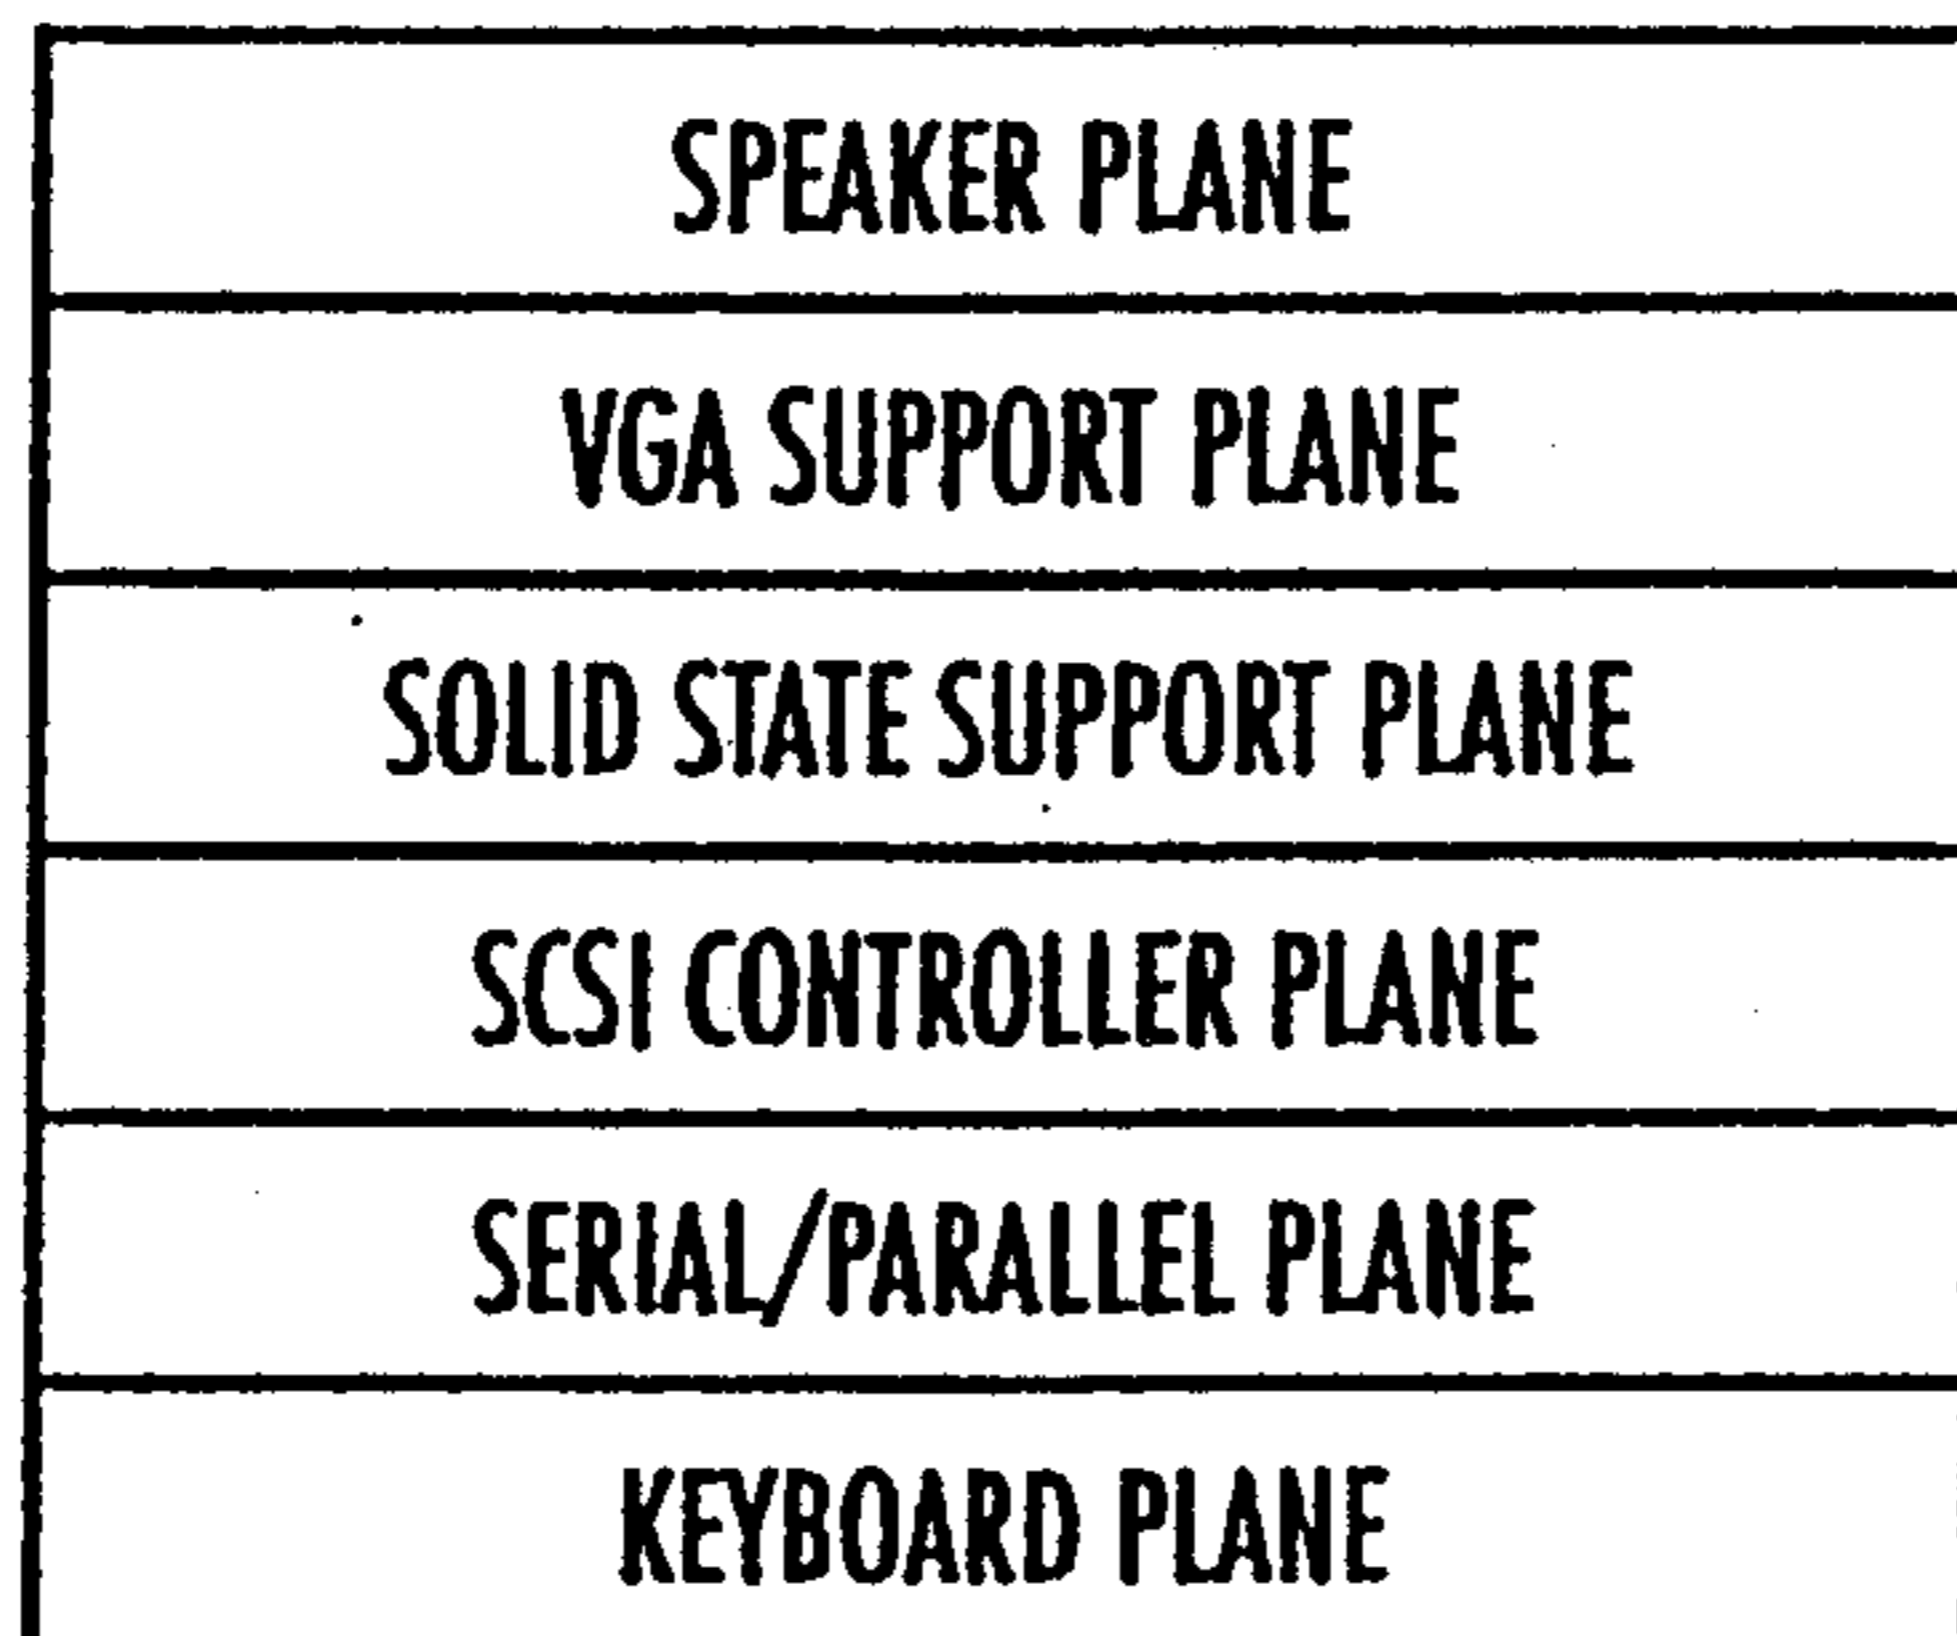 SPEAKER PLANE
VGA SUPPORT PLANE
SOLID STATE SUPPORT PLANE
SCSI CONTROLLER PLANE
SERIAL/PARALLEL PLANE
KEYBOARD PLANE